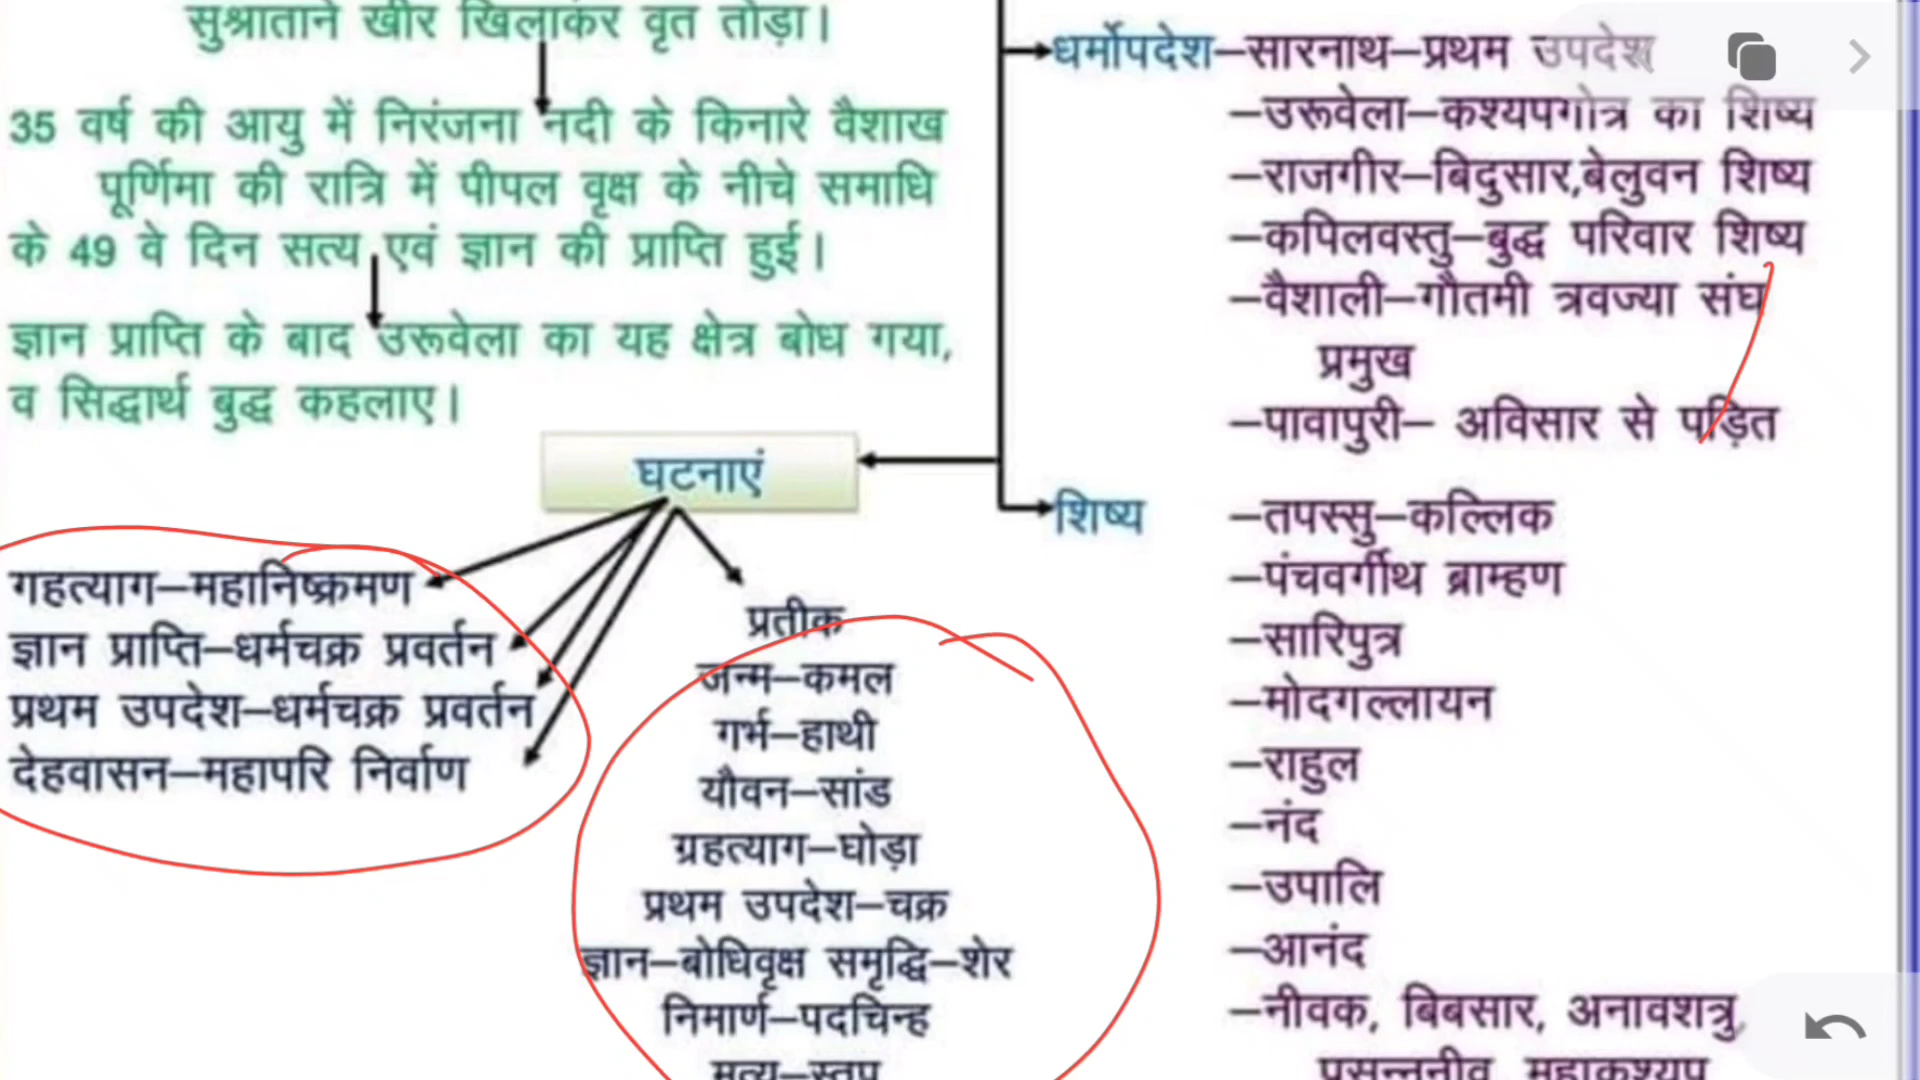 सुश्राताने खीर खिलाकर वृत तोड़ा।
35 वर्ष की आयु में निरंजना नदी के किनारे वैशाख
पूर्णिमा की रात्रि में पीपल वृक्ष के नीचे समाधि
के 49 वे दिन सत्य एवं ज्ञान की प्राप्ति हुई।
ज्ञान प्राप्ति के बाद उरूवेला का यह क्षेत्र बोध गया,
व सिद्धार्थ बुद्ध कहलाए।
घटनाएं
गहत्याग–महानिष्क्रमण
ज्ञान प्राप्ति–धर्मचक्र प्रवर्तन
प्रथम उपदेश–धर्मचक्र प्रवर्तन
देहवासन–महापरि निर्वाण
प्रतीक
जन्म–कमल
गर्भ–हाथी
यौवन–सांड
ग्रहत्याग–घोड़ा
प्रथम उपदेश–चक्र
ज्ञान–बोधिवृक्ष समृद्धि–शेर
निमार्ण–पदचिन्ह
धर्मोपदेश–सारनाथ–प्रथम उपदेश
–उरूवेला–कश्यपगोत्र का शिष्य
–राजगीर–बिदुसार,बेलुवन शिष्य
–कपिलवस्तु–बुद्ध परिवार शिष्य
–वैशाली–गौतमी त्रवज्या संघ
प्रमुख
–पावापुरी– अविसार से पड़ित
शिष्य –तपस्सु–कल्लिक
–पंचवर्गीथ ब्राम्हण
–सारिपुत्र
–मोदगल्लायन
–राहुल
–नंद
–उपालि
–आनंद
–नीवक, बिबसार, अनावशत्रु,